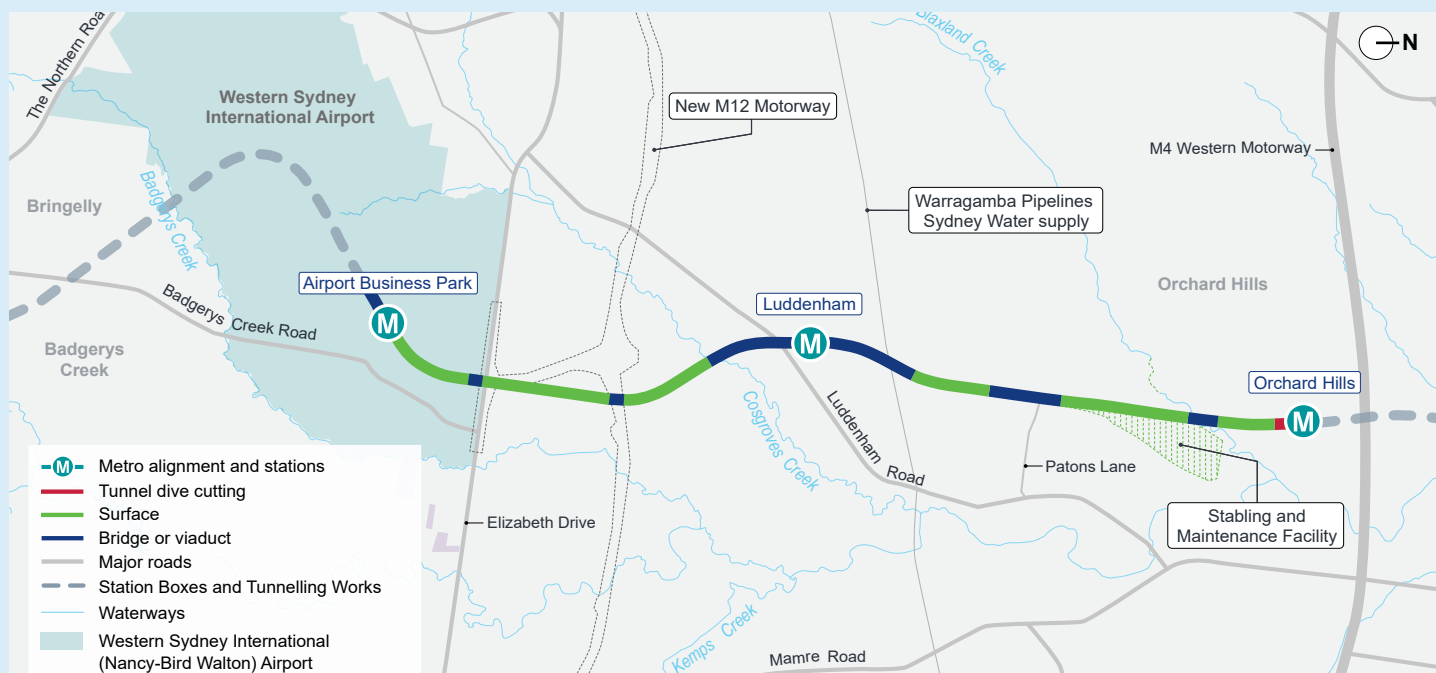 The Northern Road
Western Sydney
International Airport
Blaxland Creek
N
New M12 Motorway
M4 Western Motorway
Bringelly
Badgerys Creek
Warragamba Pipelines
Sydney Water supply
Airport Business Park
M
Badgerys Creek Road
Luddenham
M
Orchard Hills
Badgerys
Creek
Orchard Hills
M
Cosgroves Creek
Luddenham Road
Patons Lane
Stabling and
Maintenance Facility
Elizabeth Drive
Kemps Creek
Mamre Road
M Metro alignment and stations
Tunnel dive cutting
Surface
Bridge or viaduct
Major roads
Station Boxes and Tunnelling Works
Waterways
Western Sydney International
(Nancy-Bird Walton) Airport